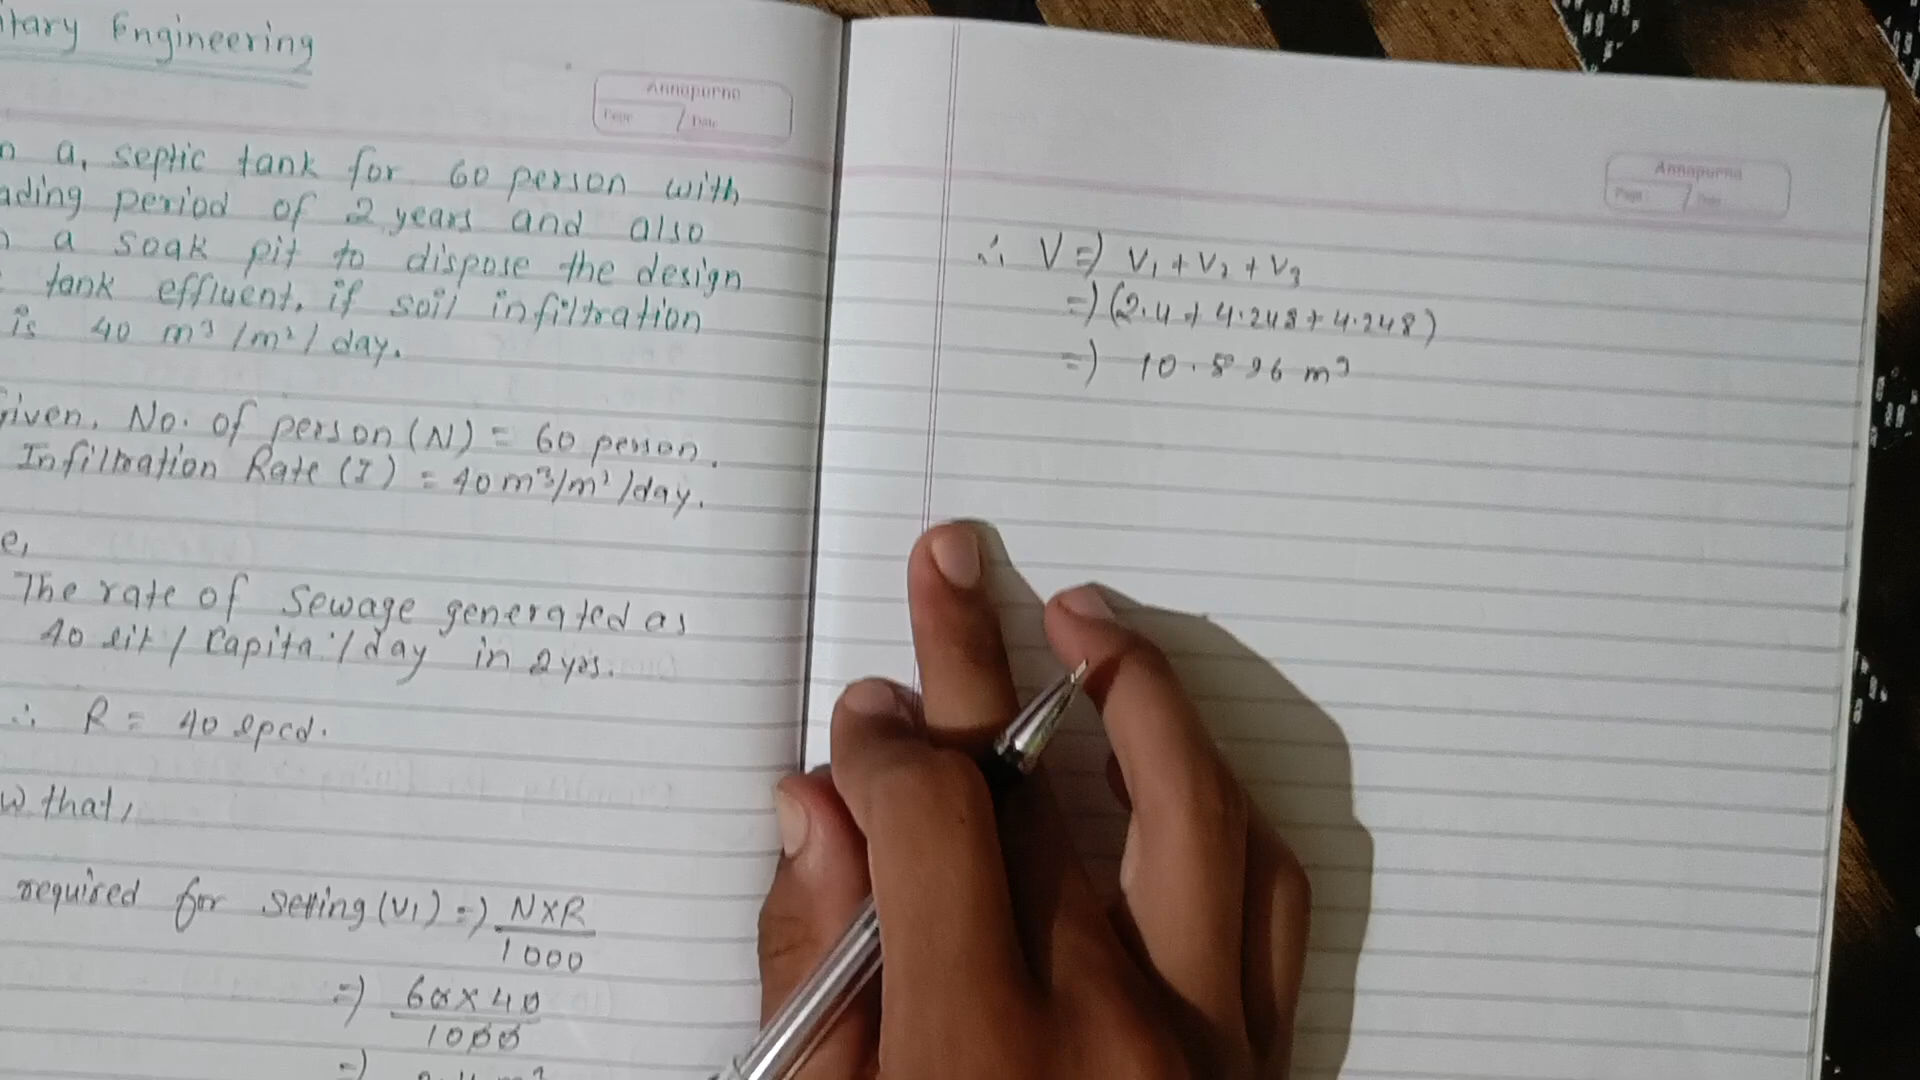 itary Engineering
Annapurna
Page / Date
n a, septic tank for 60 person with
ading period of 2 years and also
n a soak pit to dispose the design
tank effluent, if soil infiltration
is 40 m³/m²/day.
Given, No. of person (N) = 60 person.
Infiltration Rate (I) = 40 m³/m²/day.
e,
The rate of sewage generated as
40 lit / Capita / day in 2 yrs.
∴ R = 40 lpcd.
w that,
required for setting (V1) => N×R
1000
=> 60×40
1000
=>
Annapurna
Page / Date
∴ V => V1 + V2 + V3
=> (2.4 + 4.248 + 4.248)
=> 10.896 m³